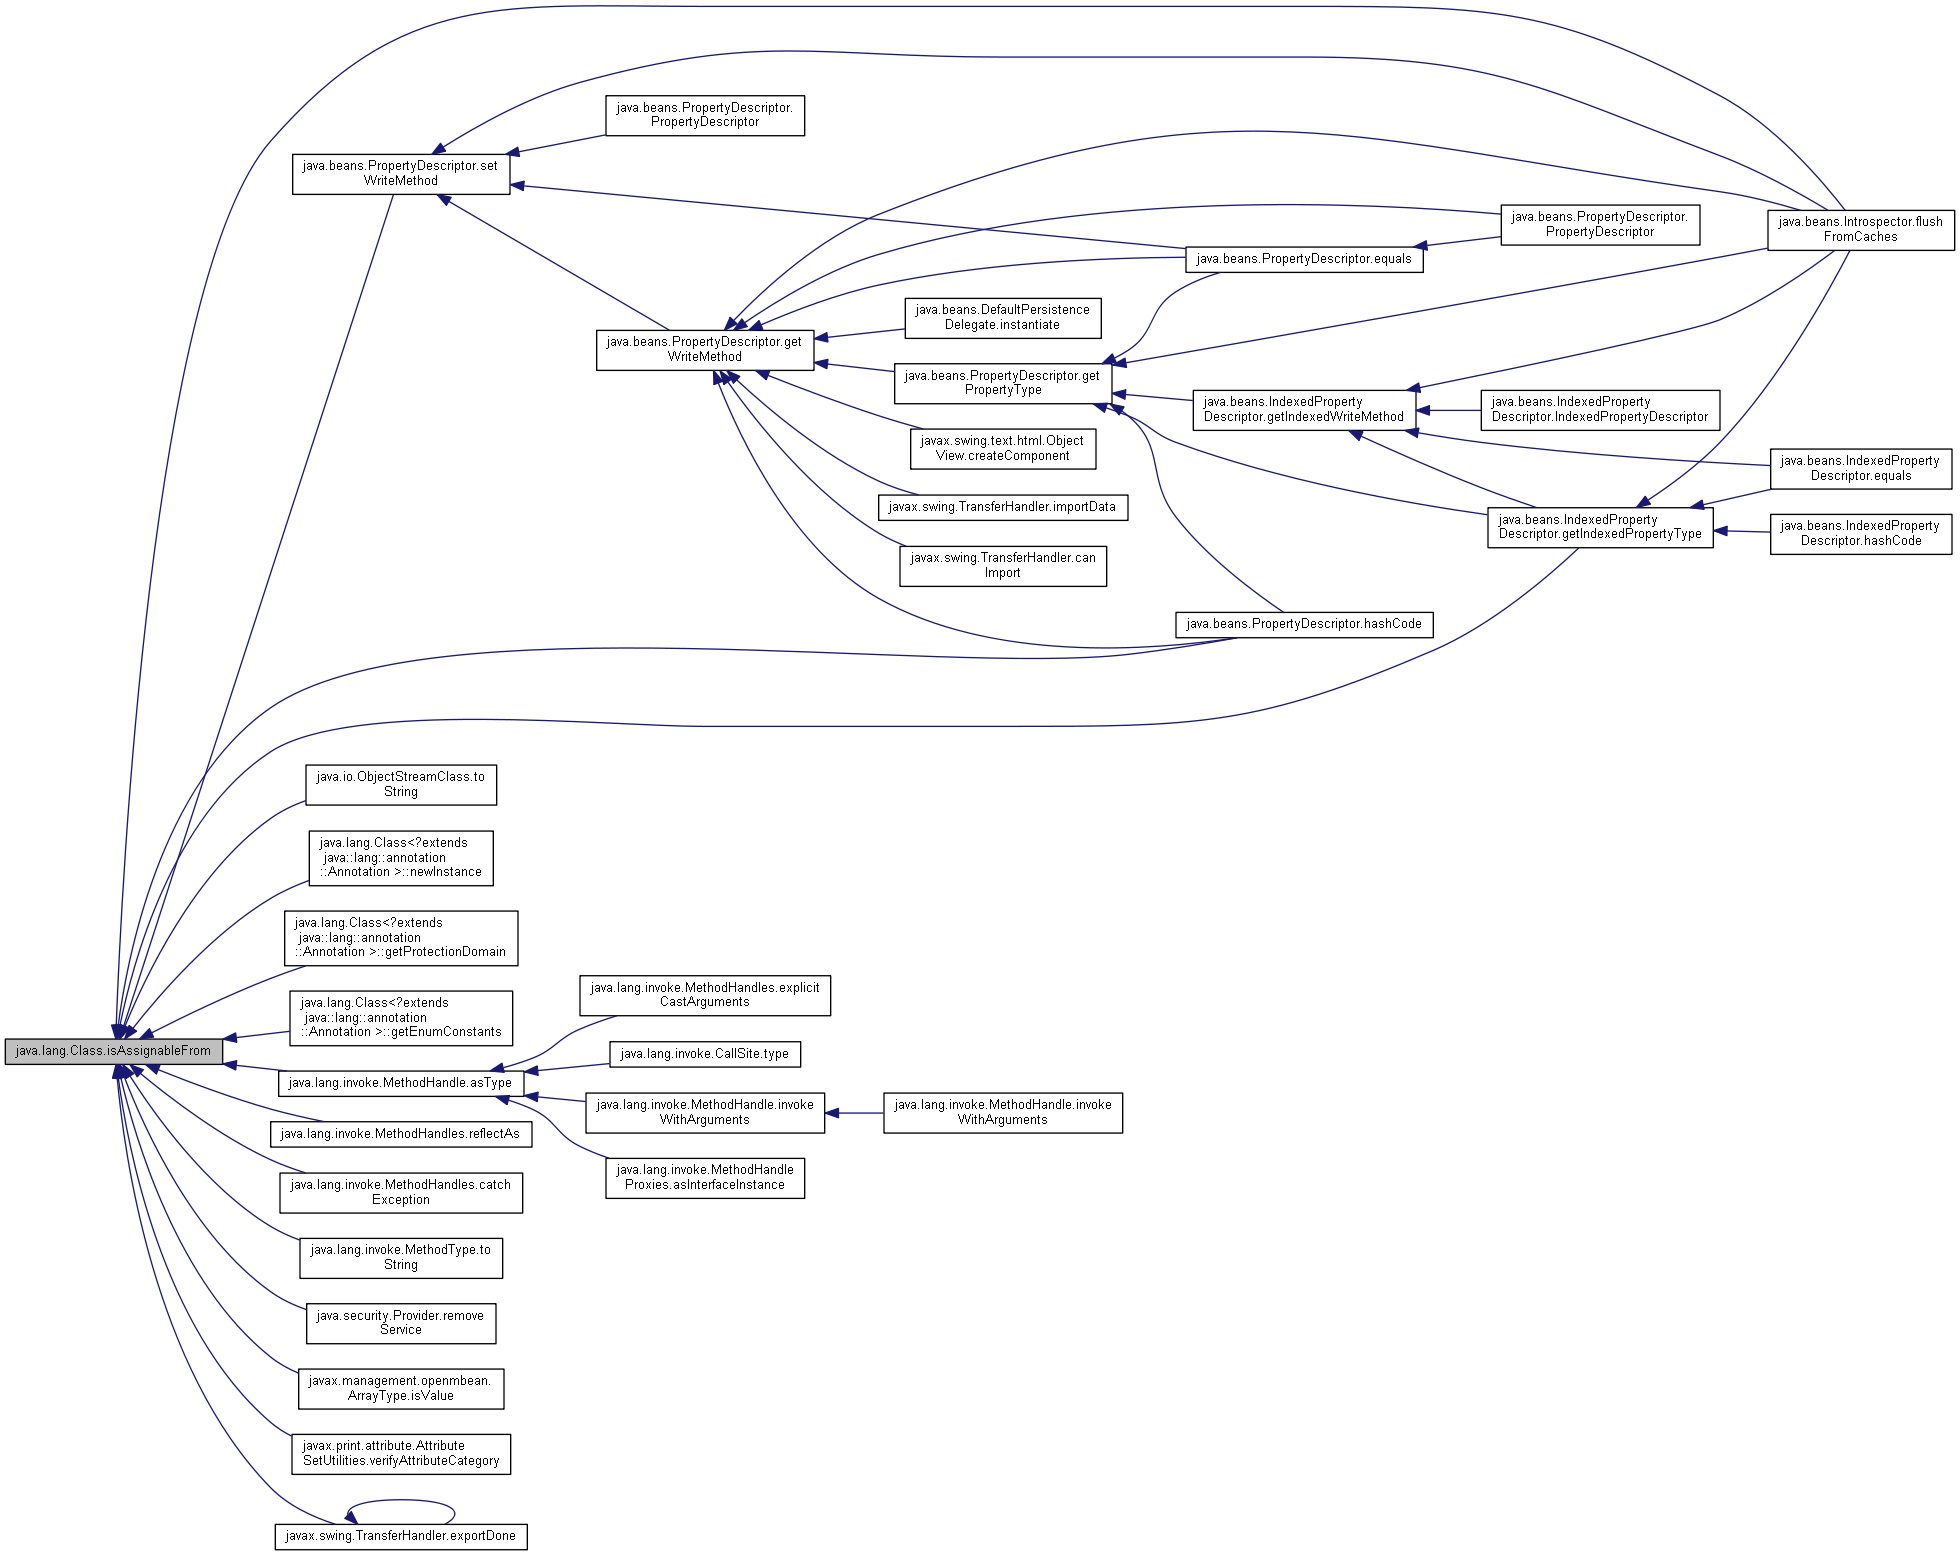 java.beans.PropertyDescriptor.
PropertyDescriptor
java.beans.PropertyDescriptor.set
WriteMethod
java.beans.PropertyDescriptor.
PropertyDescriptor
java.beans.Introspector.flush
FromCaches
java.beans.PropertyDescriptor.equals
java.beans.DefaultPersistence
Delegate.instantiate
java.beans.PropertyDescriptor.get
WriteMethod
java.beans.PropertyDescriptor.get
PropertyType
java.beans.IndexedProperty
Descriptor.getIndexedWriteMethod
java.beans.IndexedProperty
Descriptor.IndexedPropertyDescriptor
javax.swing.text.html.Object
View.createComponent
java.beans.IndexedProperty
Descriptor.equals
javax.swing.TransferHandler.importData
java.beans.IndexedProperty
Descriptor.getIndexedPropertyType
java.beans.IndexedProperty
Descriptor.hashCode
javax.swing.TransferHandler.can
Import
java.beans.PropertyDescriptor.hashCode
java.io.ObjectStreamClass.to
String
java.lang.Class<?extends
java::lang::annotation
::Annotation >::newInstance
java.lang.Class<?extends
java::lang::annotation
::Annotation >::getProtectionDomain
java.lang.Class<?extends
java::lang::annotation
::Annotation >::getEnumConstants
java.lang.invoke.MethodHandles.explicit
CastArguments
java.lang.Class.isAssignableFrom
java.lang.invoke.CallSite.type
java.lang.invoke.MethodHandle.asType
java.lang.invoke.MethodHandle.invoke
WithArguments
java.lang.invoke.MethodHandle.invoke
WithArguments
java.lang.invoke.MethodHandles.reflectAs
java.lang.invoke.MethodHandle
Proxies.asInterfaceInstance
java.lang.invoke.MethodHandles.catch
Exception
java.lang.invoke.MethodType.to
String
java.security.Provider.remove
Service
javax.management.openmbean.
ArrayType.isValue
javax.print.attribute.Attribute
SetUtilities.verifyAttributeCategory
javax.swing.TransferHandler.exportDone